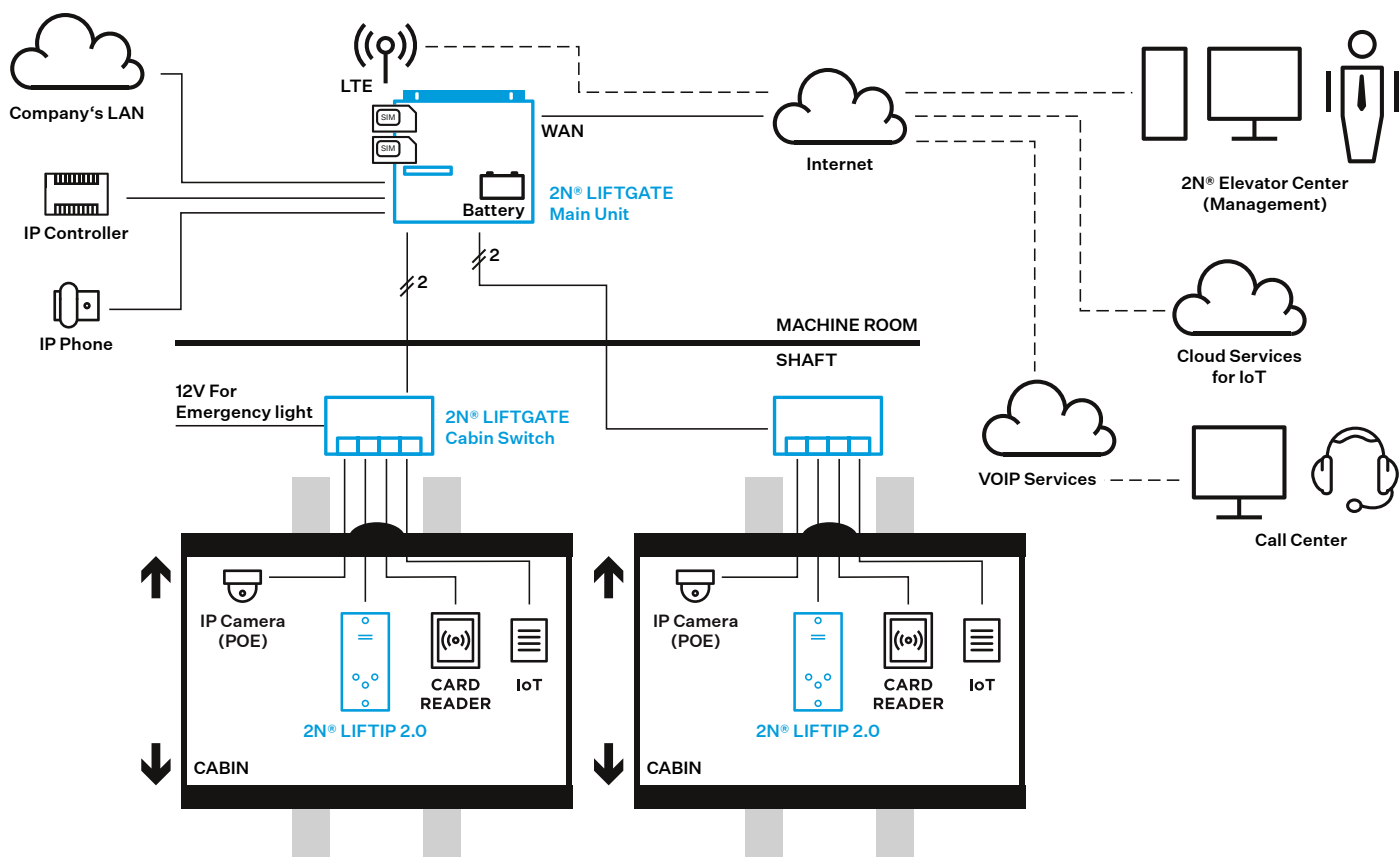 LTE
Company‘s LAN
SIM
SIM
WAN
Internet
Battery
2N® LIFTGATE
Main Unit
2N® Elevator Center
(Management)
IP Controller
2
2
IP Phone
MACHINE ROOM
SHAFT
Cloud Services
for IoT
12V For
Emergency light
2N® LIFTGATE
Cabin Switch
VOIP Services
Call Center
IP Camera
(POE)
CARD
READER
IoT
2N® LIFTIP 2.0
CABIN
IP Camera
(POE)
CARD
READER
IoT
2N® LIFTIP 2.0
CABIN